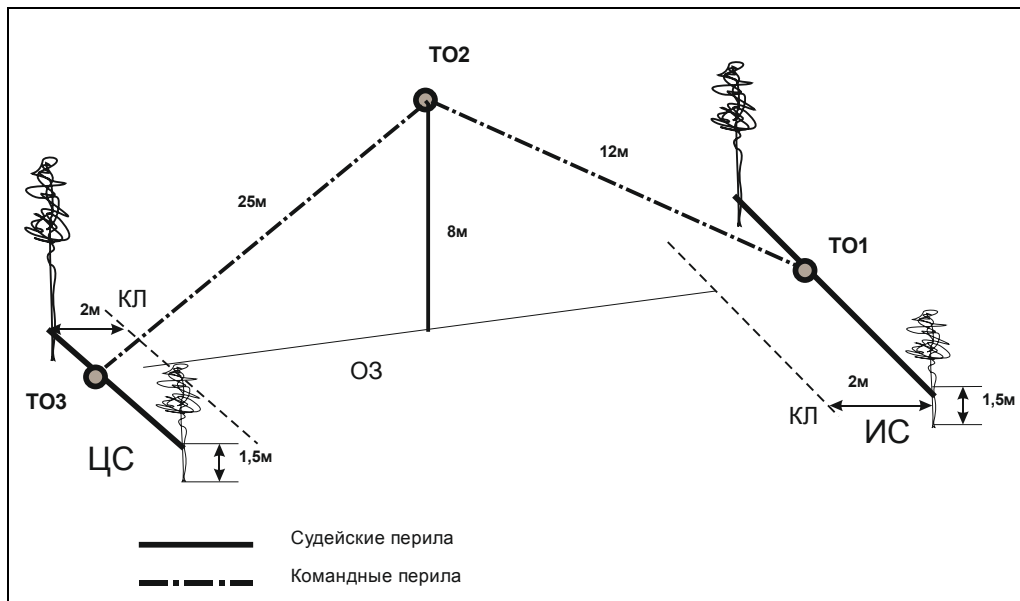 ТО2
12м
25м
8м
ТО1
КЛ
2м
ОЗ
ТО3
2м
1,5м
КЛ
ИС
ЦС
1,5м
Судейские перила
Командные перила